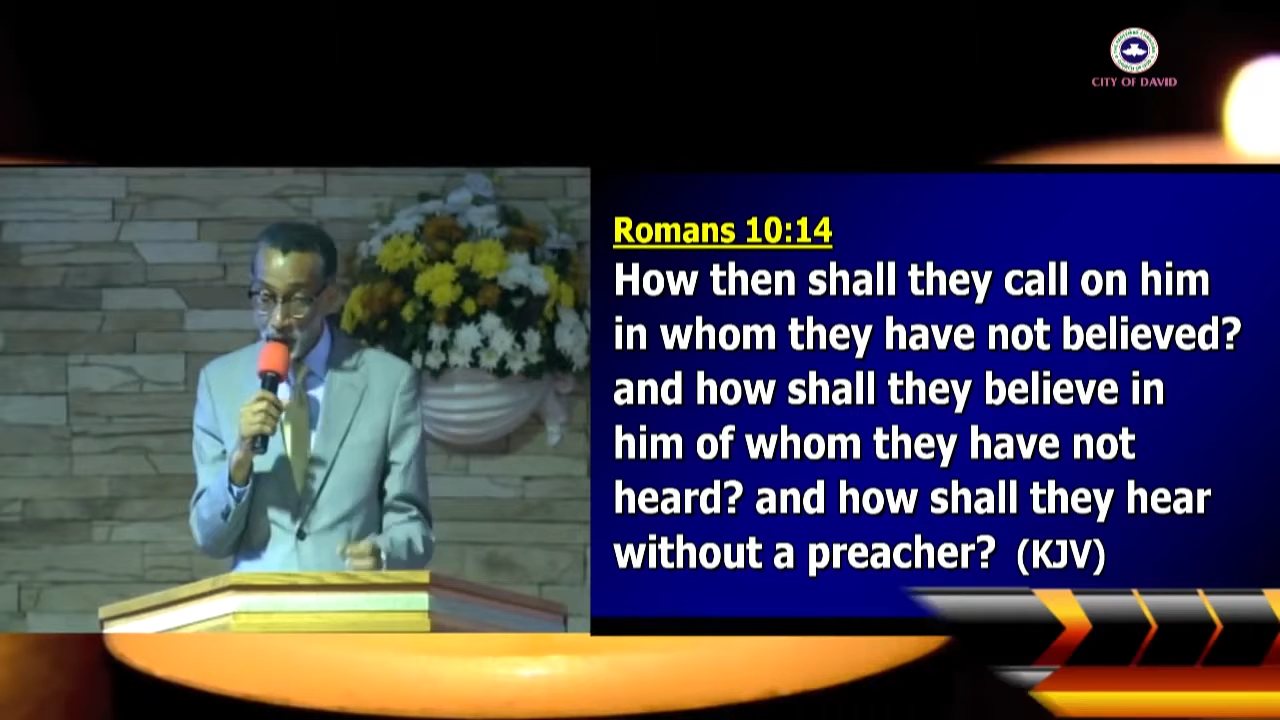 CITY OF DAVID
Romans 10:14
How then shall they call on him
in whom they have not believed?
and how shall they believe in
him of whom they have not
heard? and how shall they hear
without a preacher? (KJV)